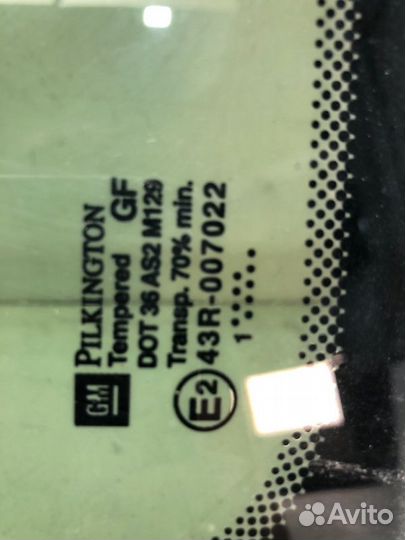 GM PILKINGTON
Tempered GF
DOT 36 AS2 M129
Transp. 70% min.
E2 43R-007022
1
Avito